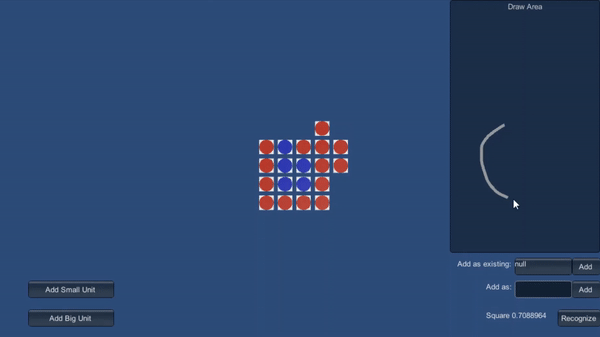 Draw Area
Add as existing: null Add
Add as: Add
Add Small Unit
Add Big Unit
Square 0.7088964 Recognize